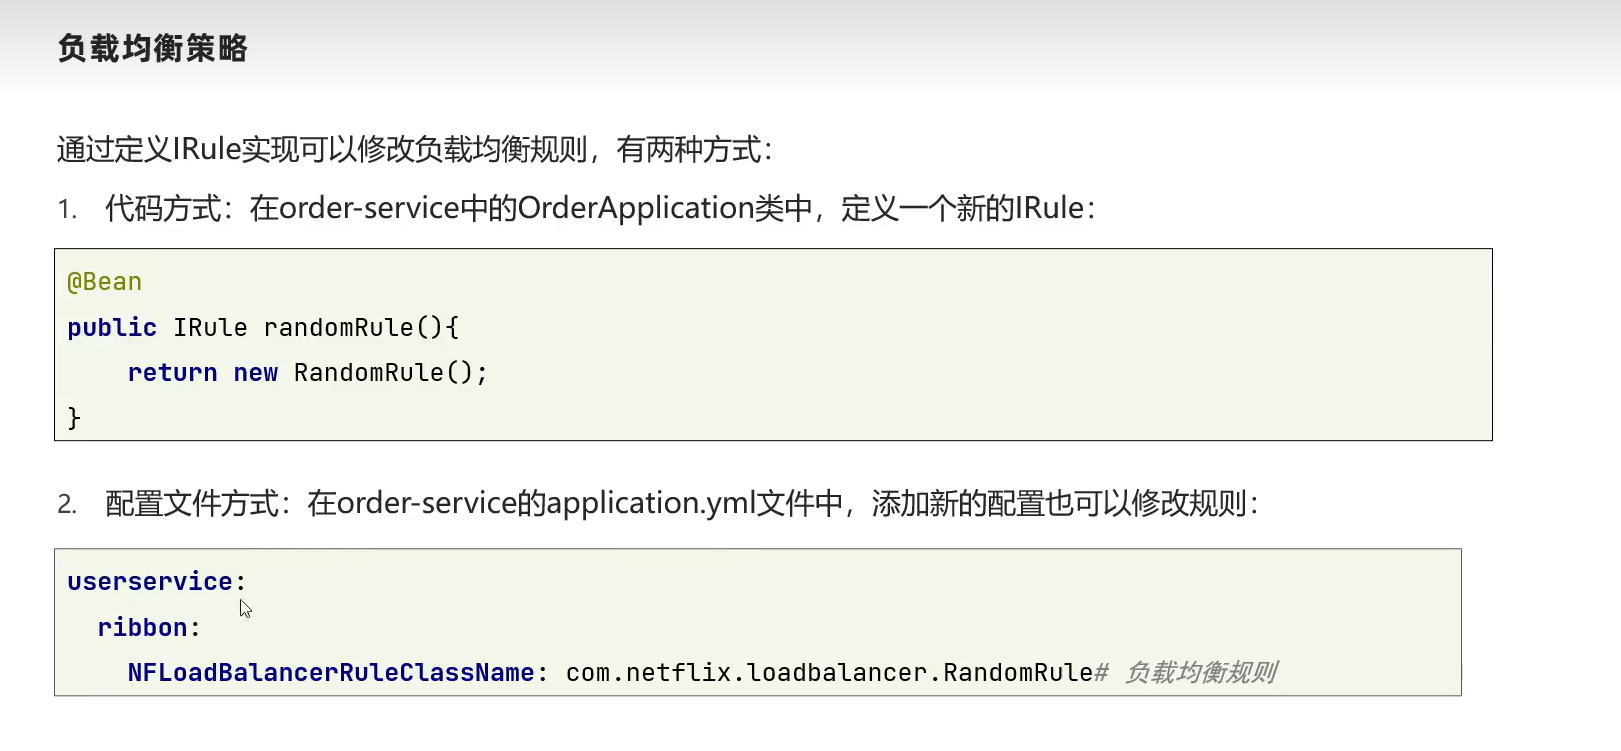 负载均衡策略
通过定义IRule实现可以修改负载均衡规则，有两种方式：
1. 代码方式：在order-service中的OrderApplication类中，定义一个新的IRule：
@Bean
public IRule randomRule(){
    return new RandomRule();
}
2. 配置文件方式：在order-service的application.yml文件中，添加新的配置也可以修改规则：
userservice:
  ribbon:
    NFLoadBalancerRuleClassName: com.netflix.loadbalancer.RandomRule# 负载均衡规则